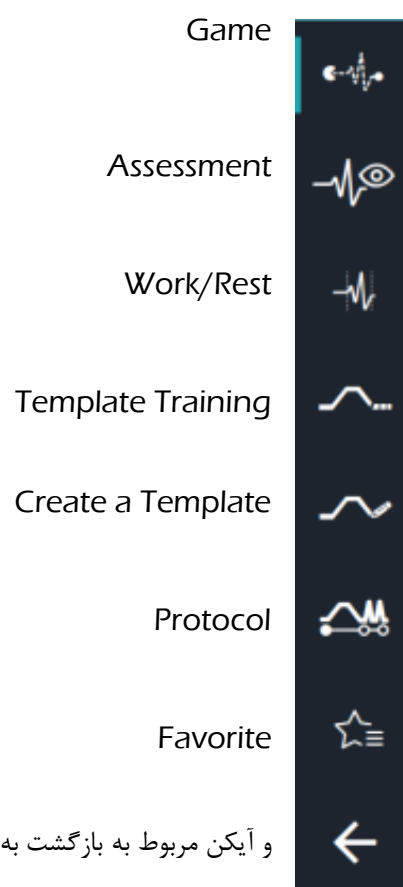 Game
Assessment
Work/Rest
Template Training
Create a Template
Protocol
Favorite
و آیکن مربوط به بازگشت به